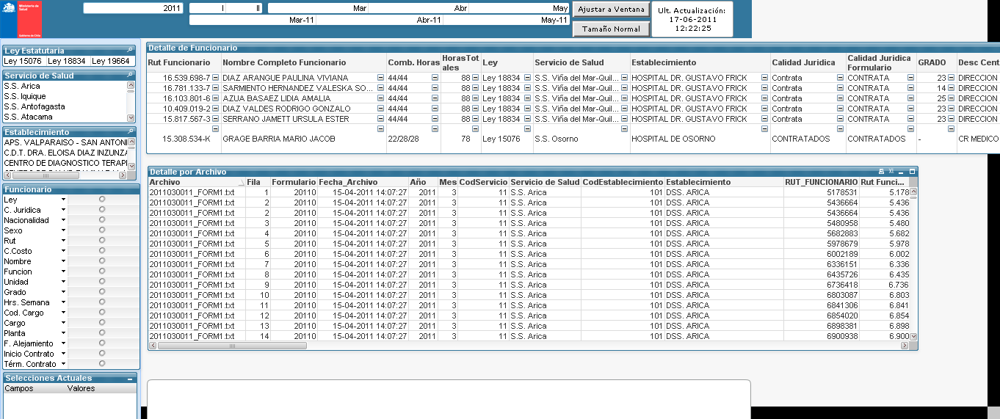 Ministerio de
Salud
Gobierno de Chile
2011
I II
Mar Abr May
Mar-11 Abr-11 May-11
Ajustar a Ventana
Tamaño Normal
Ult. Actualización:
17-06-2011
12:22:25
Ley Estatutaria
Ley 15076 Ley 18834 Ley 19664
Servicio de Salud
S.S. Arica
S.S. Iquique
S.S. Antofagasta
S.S. Atacama
Establecimiento
APS. VALPARAISO - SAN ANTONI
C.D.T. DRA. ELOISA DIAZ INZUNZA
CENTRO DE DIAGNOSTICO TERAPI
Funcionario
Ley
C. Juridica
Nacionalidad
Sexo
Rut
C.Costo
Nombre
Funcion
Unidad
Grado
Hrs. Semana
Cod. Cargo
Cargo
Planta
F. Alejamiento
Inicio Contrato
Térm. Contrato
Selecciones Actuales
Campos Valores
Detalle de Funcionario
Rut Funcionario Nombre Completo Funcionario Comb. Horas HorasTot ales Ley Servicio de Salud Establecimiento Calidad Juridica Calidad Juridica Formulario GRADO Desc Cent
16.539.698-7 DIAZ ARANGUE PAULINA VIVIANA 44/44 88 Ley 18834 S.S. Viña del Mar-Quil... HOSPITAL DR. GUSTAVO FRICK Contrata CONTRATA 23 DIRECCION
16.781.133-7 SARMIENTO HERNANDEZ VALESKA SO... 44/44 88 Ley 18834 S.S. Viña del Mar-Quil... HOSPITAL DR. GUSTAVO FRICK Contrata CONTRATA 14 DIRECCION
16.103.801-6 AZUA BASAEZ LIDIA AMALIA 44/44 88 Ley 18834 S.S. Viña del Mar-Quil... HOSPITAL DR. GUSTAVO FRICK Contrata CONTRATA 25 DIRECCION
10.409.019-2 DIAZ VALDES RODRIGO GONZALO 44/44 88 Ley 18834 S.S. Viña del Mar-Quil... HOSPITAL DR. GUSTAVO FRICK Contrata CONTRATA 23 DIRECCION
15.817.567-3 SERRANO JAMETT URSULA ESTER 44/44 88 Ley 18834 S.S. Viña del Mar-Quil... HOSPITAL DR. GUSTAVO FRICK Contrata CONTRATA 23 DIRECCION
15.308.534-K GRAGE BARRIA MARIO JACOB 22/28/28 78 Ley 15076 S.S. Osorno HOSPITAL DE OSORNO CONTRATADOS CONTRATADOS - CR MEDICO
Detalle por Archivo XL
Archivo Fila Formulario Fecha_Archivo Año Mes CodServicio Servicio de Salud CodEstablecimiento Establecimiento RUT_FUNCIONARIO Rut Funci...
2011030011_FORM1.txt 1 20110 15-04-2011 14:07:27 2011 3 11 S.S. Arica 101 DSS. ARICA 5178531 5.178
2011030011_FORM1.txt 2 20110 15-04-2011 14:07:27 2011 3 11 S.S. Arica 101 DSS. ARICA 5436664 5.436
2011030011_FORM1.txt 2 20110 15-04-2011 14:07:27 2011 3 11 S.S. Arica 101 DSS. ARICA 5436664 5.436
2011030011_FORM1.txt 3 20110 15-04-2011 14:07:27 2011 3 11 S.S. Arica 101 DSS. ARICA 5480958 5.480
2011030011_FORM1.txt 4 20110 15-04-2011 14:07:27 2011 3 11 S.S. Arica 101 DSS. ARICA 5682883 5.682
2011030011_FORM1.txt 5 20110 15-04-2011 14:07:27 2011 3 11 S.S. Arica 101 DSS. ARICA 5978679 5.978
2011030011_FORM1.txt 6 20110 15-04-2011 14:07:27 2011 3 11 S.S. Arica 101 DSS. ARICA 6002189 6.002
2011030011_FORM1.txt 7 20110 15-04-2011 14:07:27 2011 3 11 S.S. Arica 101 DSS. ARICA 6336151 6.336
2011030011_FORM1.txt 8 20110 15-04-2011 14:07:27 2011 3 11 S.S. Arica 101 DSS. ARICA 6435726 6.435
2011030011_FORM1.txt 9 20110 15-04-2011 14:07:27 2011 3 11 S.S. Arica 101 DSS. ARICA 6736418 6.736
2011030011_FORM1.txt 10 20110 15-04-2011 14:07:27 2011 3 11 S.S. Arica 101 DSS. ARICA 6803087 6.803
2011030011_FORM1.txt 11 20110 15-04-2011 14:07:27 2011 3 11 S.S. Arica 101 DSS. ARICA 6841306 6.841
2011030011_FORM1.txt 12 20110 15-04-2011 14:07:27 2011 3 11 S.S. Arica 101 DSS. ARICA 6854020 6.854
2011030011_FORM1.txt 13 20110 15-04-2011 14:07:27 2011 3 11 S.S. Arica 101 DSS. ARICA 6898381 6.898
2011030011_FORM1.txt 14 20110 15-04-2011 14:07:27 2011 3 11 S.S. Arica 101 DSS. ARICA 6900938 6.900